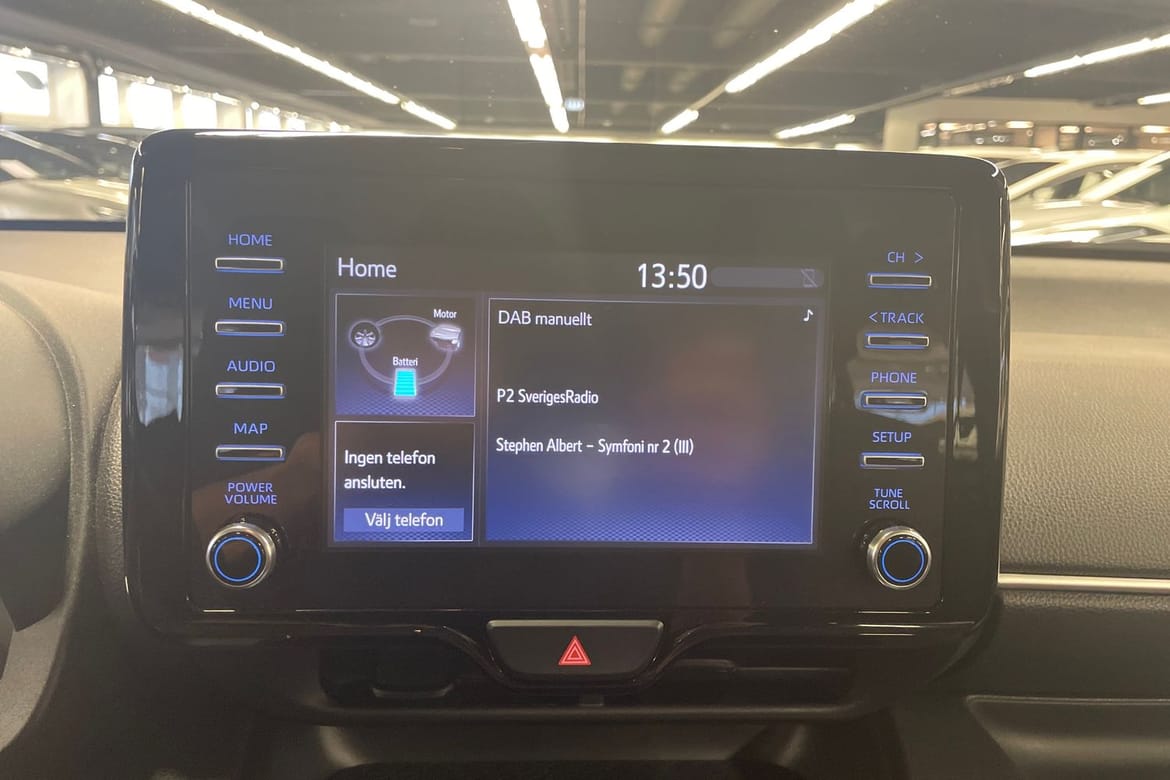 HOME
MENU
AUDIO
MAP
POWER
VOLUME
Home
13:50
Motor
Batteri
Ingen telefon
ansluten.
Välj telefon
DAB manuellt
P2 SverigesRadio
Stephen Albert – Symfoni nr 2 (III)
CH >
< TRACK
PHONE
SETUP
TUNE
SCROLL